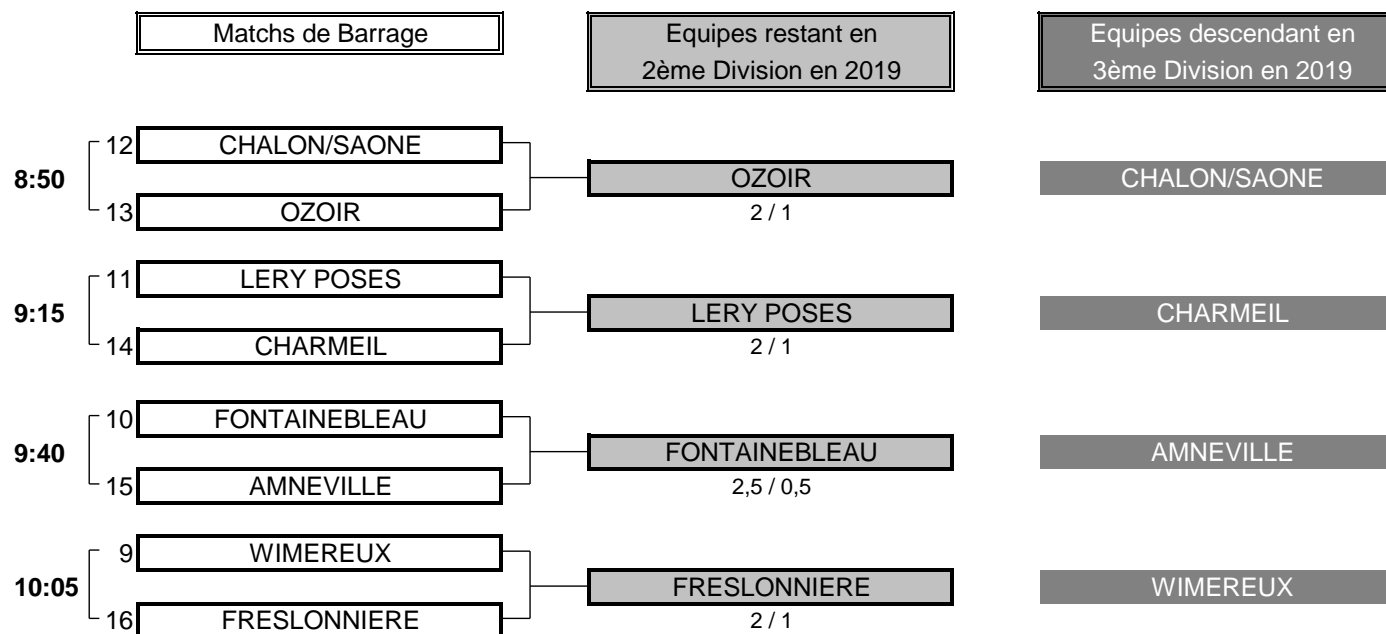 Matchs de Barrage
Equipes restant en
2ème Division en 2019
Equipes descendant en
3ème Division en 2019
8:50
12 CHALON/SAONE
13 OZOIR
OZOIR
2 / 1
CHALON/SAONE
9:15
11 LERY POSES
14 CHARMEIL
LERY POSES
2 / 1
CHARMEIL
9:40
10 FONTAINEBLEAU
15 AMNEVILLE
FONTAINEBLEAU
2,5 / 0,5
AMNEVILLE
10:05
9 WIMEREUX
16 FRESLONNIERE
FRESLONNIERE
2 / 1
WIMEREUX